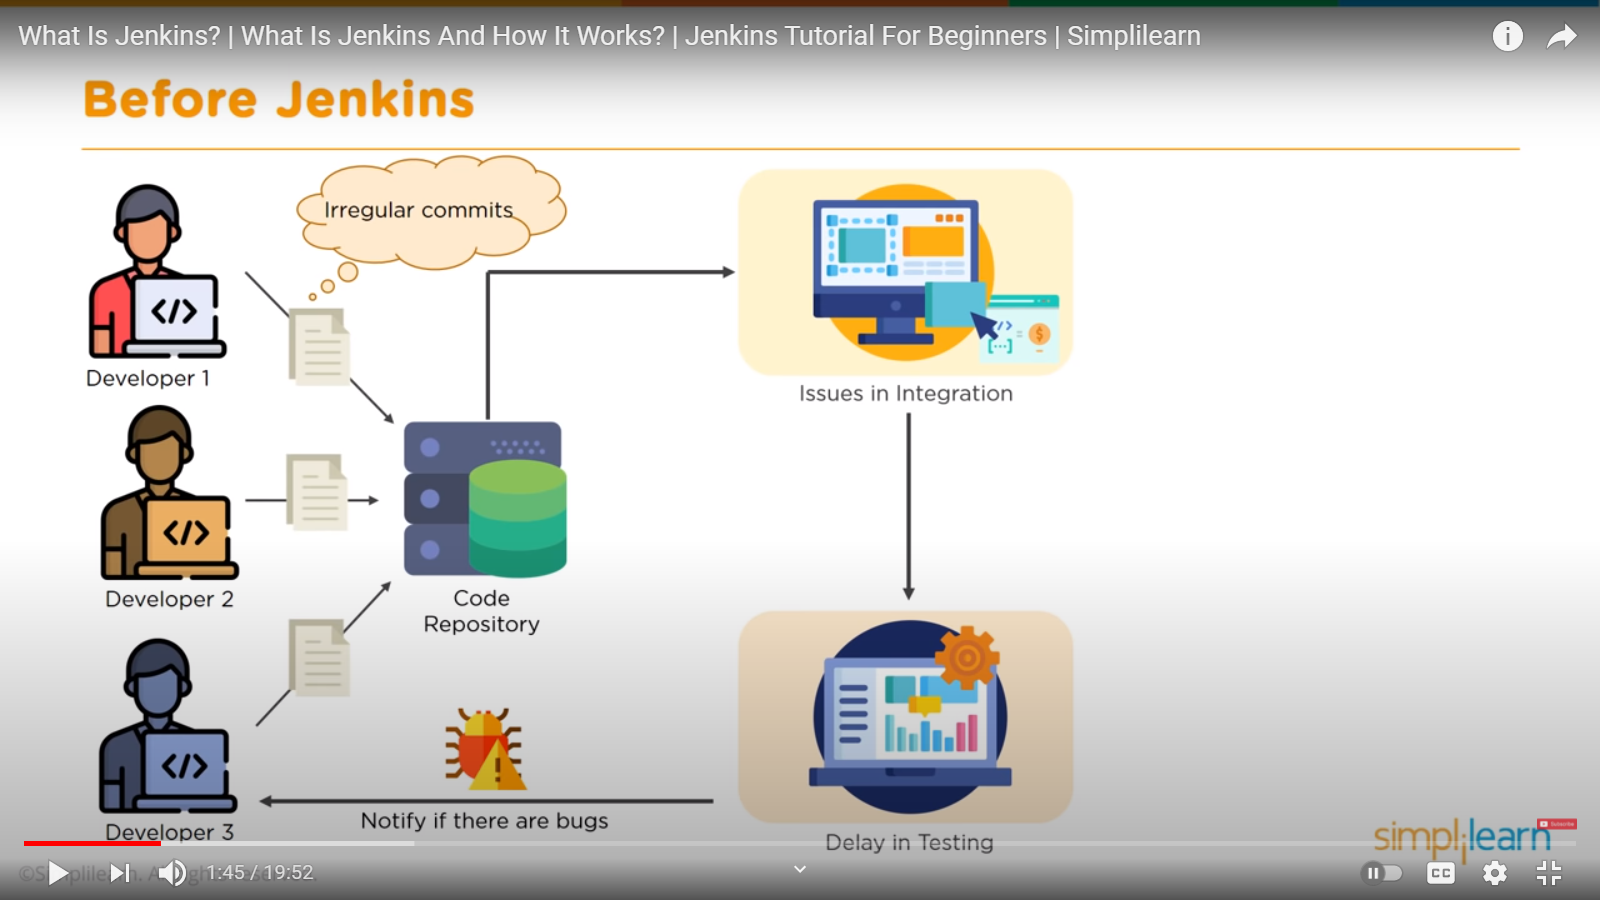 What Is Jenkins? | What Is Jenkins And How It Works? | Jenkins Tutorial For Beginners | Simplilearn
Before Jenkins
Irregular commits
</>
Developer 1
Issues in Integration
</>
Developer 2
Code
Repository
</>
Developer 3
Notify if there are bugs
Delay in Testing
simplilearn
Subscribe
1:45 / 19:52
CC